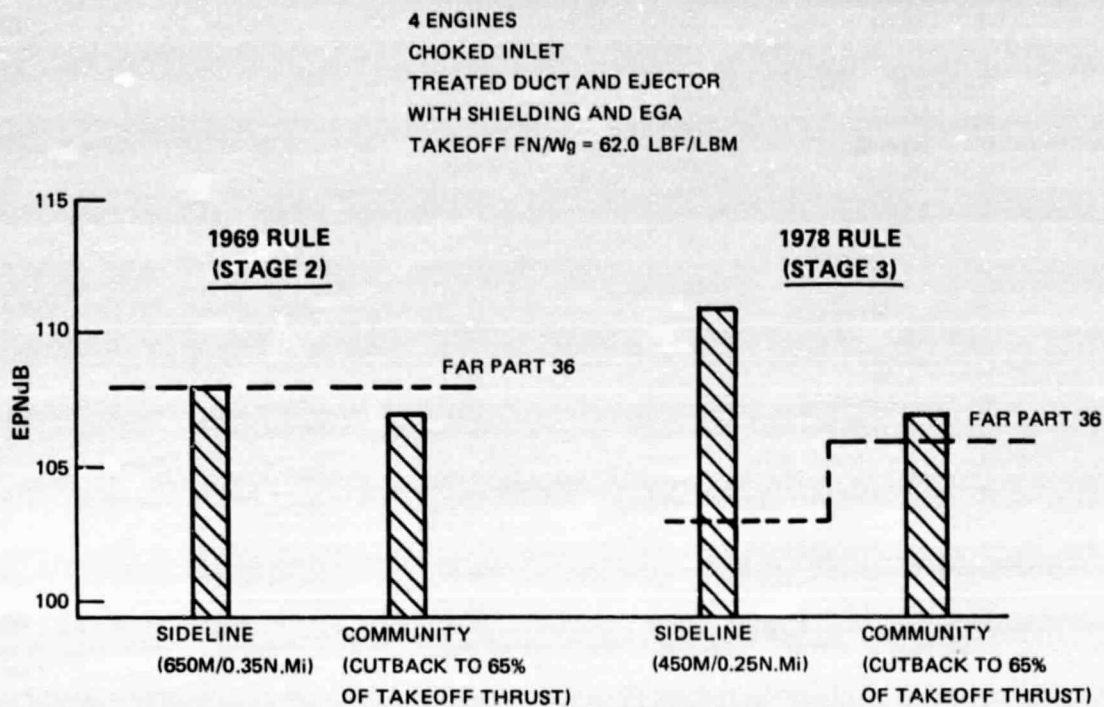 4 ENGINES
CHOKED INLET
TREATED DUCT AND EJECTOR
WITH SHIELDING AND EGA
TAKEOFF FN/Wg = 62.0 LBF/LBM
115
110
105
100
EPNdB
1969 RULE
(STAGE 2)
FAR PART 36
1978 RULE
(STAGE 3)
FAR PART 36
SIDELINE
(650M/0.35N.Mi)
COMMUNITY
(CUTBACK TO 65%
OF TAKEOFF THRUST)
SIDELINE
(450M/0.25N.Mi)
COMMUNITY
(CUTBACK TO 65%
OF TAKEOFF THRUST)